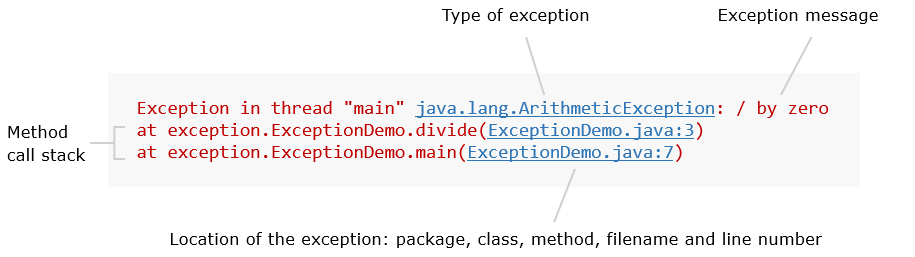 Type of exception
Exception message
Exception in thread "main" java.lang.ArithmeticException: / by zero
at exception.ExceptionDemo.divide(ExceptionDemo.java:3)
at exception.ExceptionDemo.main(ExceptionDemo.java:7)
Method
call stack
Location of the exception: package, class, method, filename and line number